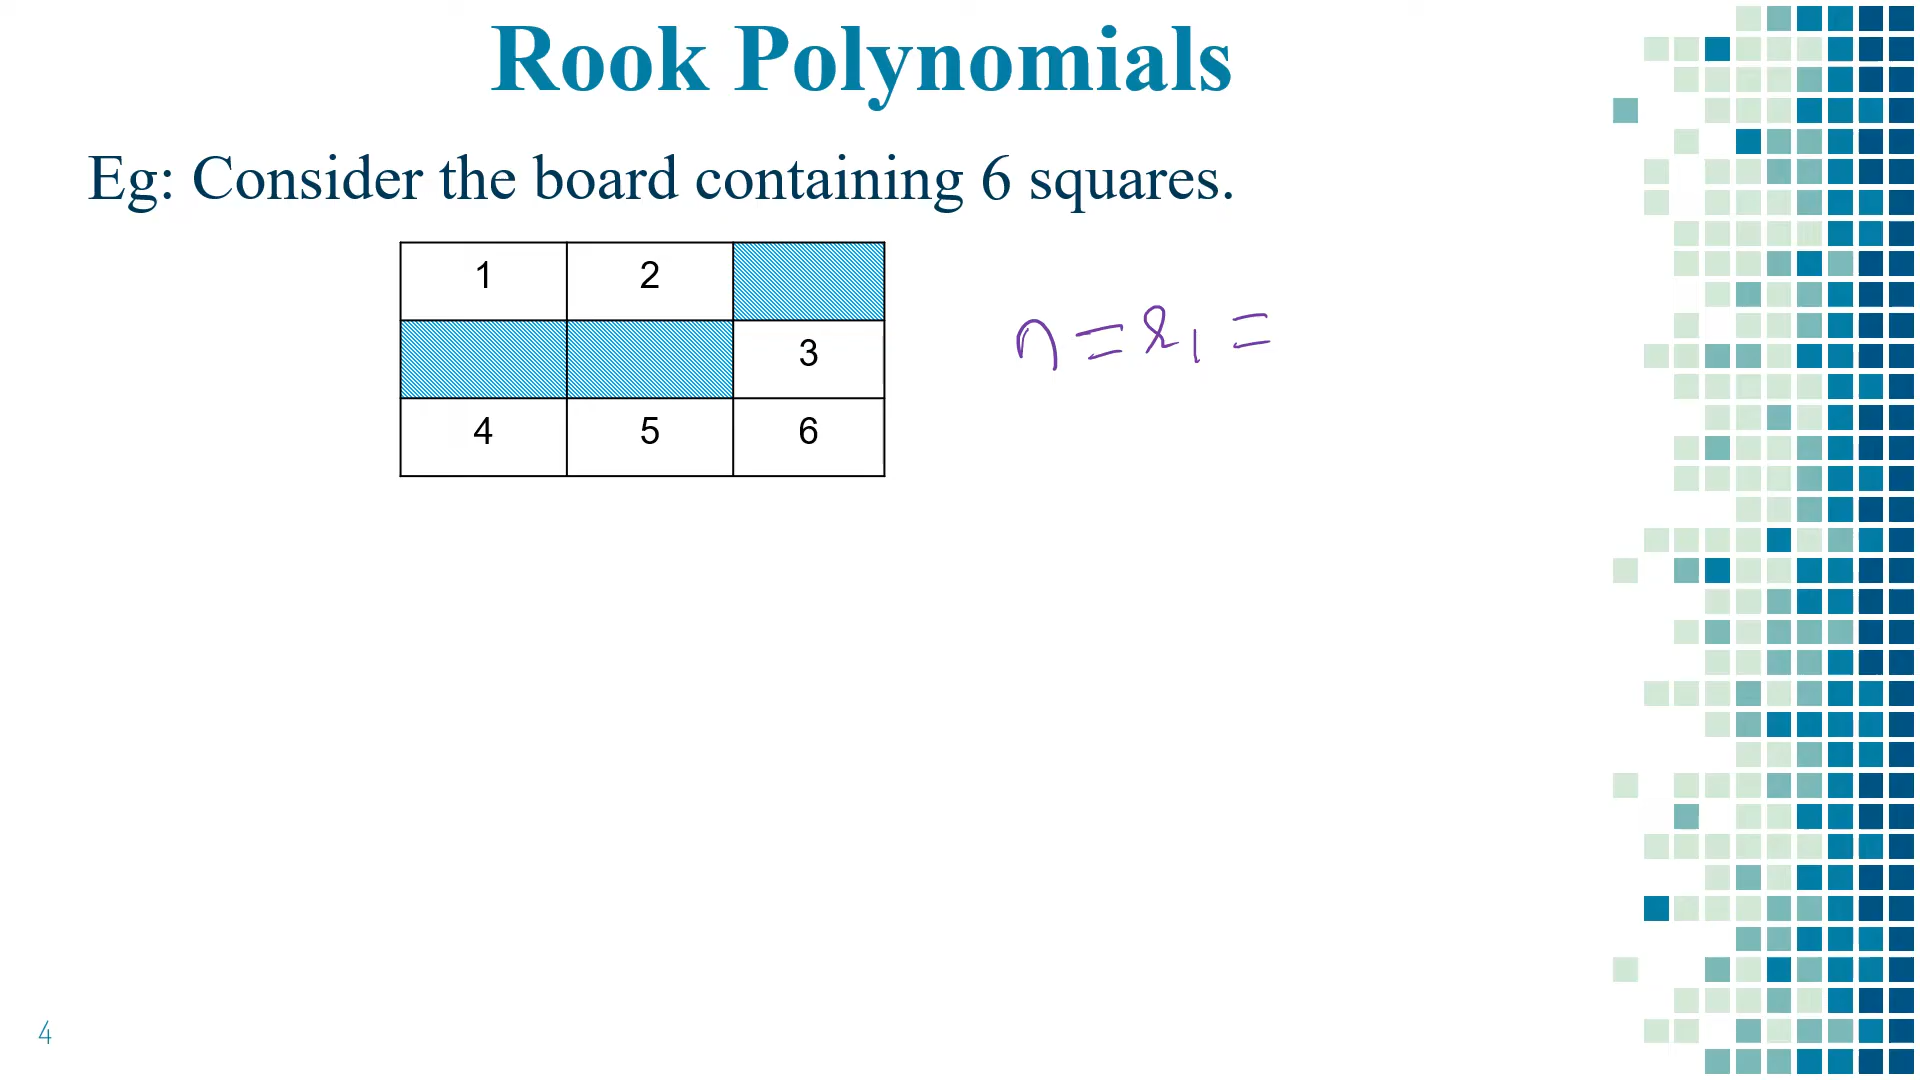 Rook Polynomials
Eg: Consider the board containing 6 squares.
1 2
3
4 5 6
n = r1 =
4